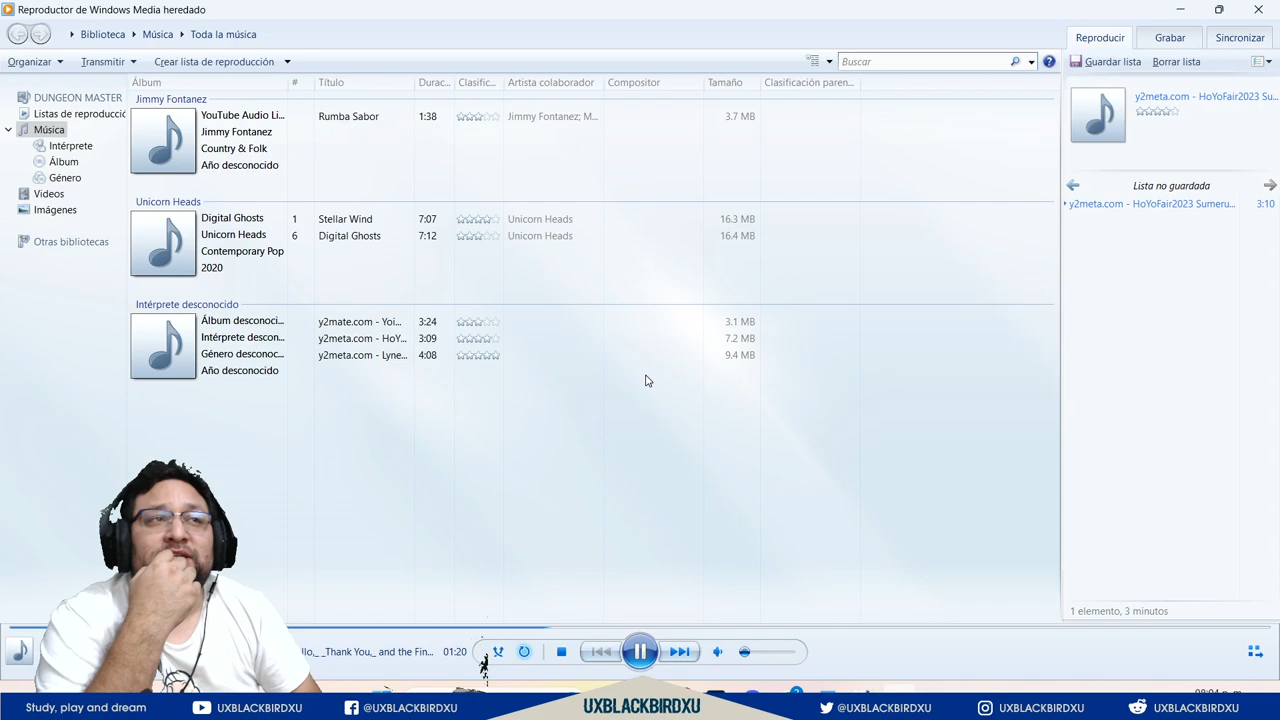 Reproductor de Windows Media heredado
Biblioteca
Música
Toda la música
Reproducir
Grabar
Sincronizar
Organizar
Transmitir
Crear lista de reproducción
Buscar
Guardar lista
Borrar lista
Álbum
#
Título
Durac...
Clasific...
Artista colaborador
Compositor
Tamaño
Clasificación paren...
DUNGEON MASTER
Listas de reproducció
Música
Intérprete
Álbum
Género
Videos
Imágenes
Otras bibliotecas
Jimmy Fontanez
YouTube Audio Li...
Jimmy Fontanez
Country & Folk
Año desconocido
Rumba Sabor
1:38
Jimmy Fontanez; M...
3.7 MB
Unicorn Heads
Digital Ghosts
Unicorn Heads
Contemporary Pop
2020
1 Stellar Wind 7:07 Unicorn Heads 16.3 MB
6 Digital Ghosts 7:12 Unicorn Heads 16.4 MB
Intérprete desconocido
Álbum desconoci...
Intérprete descon...
Género desconoc...
Año desconocido
y2mate.com - Yoi... 3:24 3.1 MB
y2meta.com - HoY... 3:09 7.2 MB
y2meta.com - Lyne... 4:08 9.4 MB
y2meta.com - HoYoFair2023 Su...
Lista no guardada
y2meta.com - HoYoFair2023 Sumeru... 3:10
1 elemento, 3 minutos
llo,_ _Thank You,_ and the Fin... 01:20
Study, play and dream
UXBLACKBIRDXU
@UXBLACKBIRDXU
UXBLACKBIRDXU
@UXBLACKBIRDXU
UXBLACKBIRDXU
UXBLACKBIRDXU